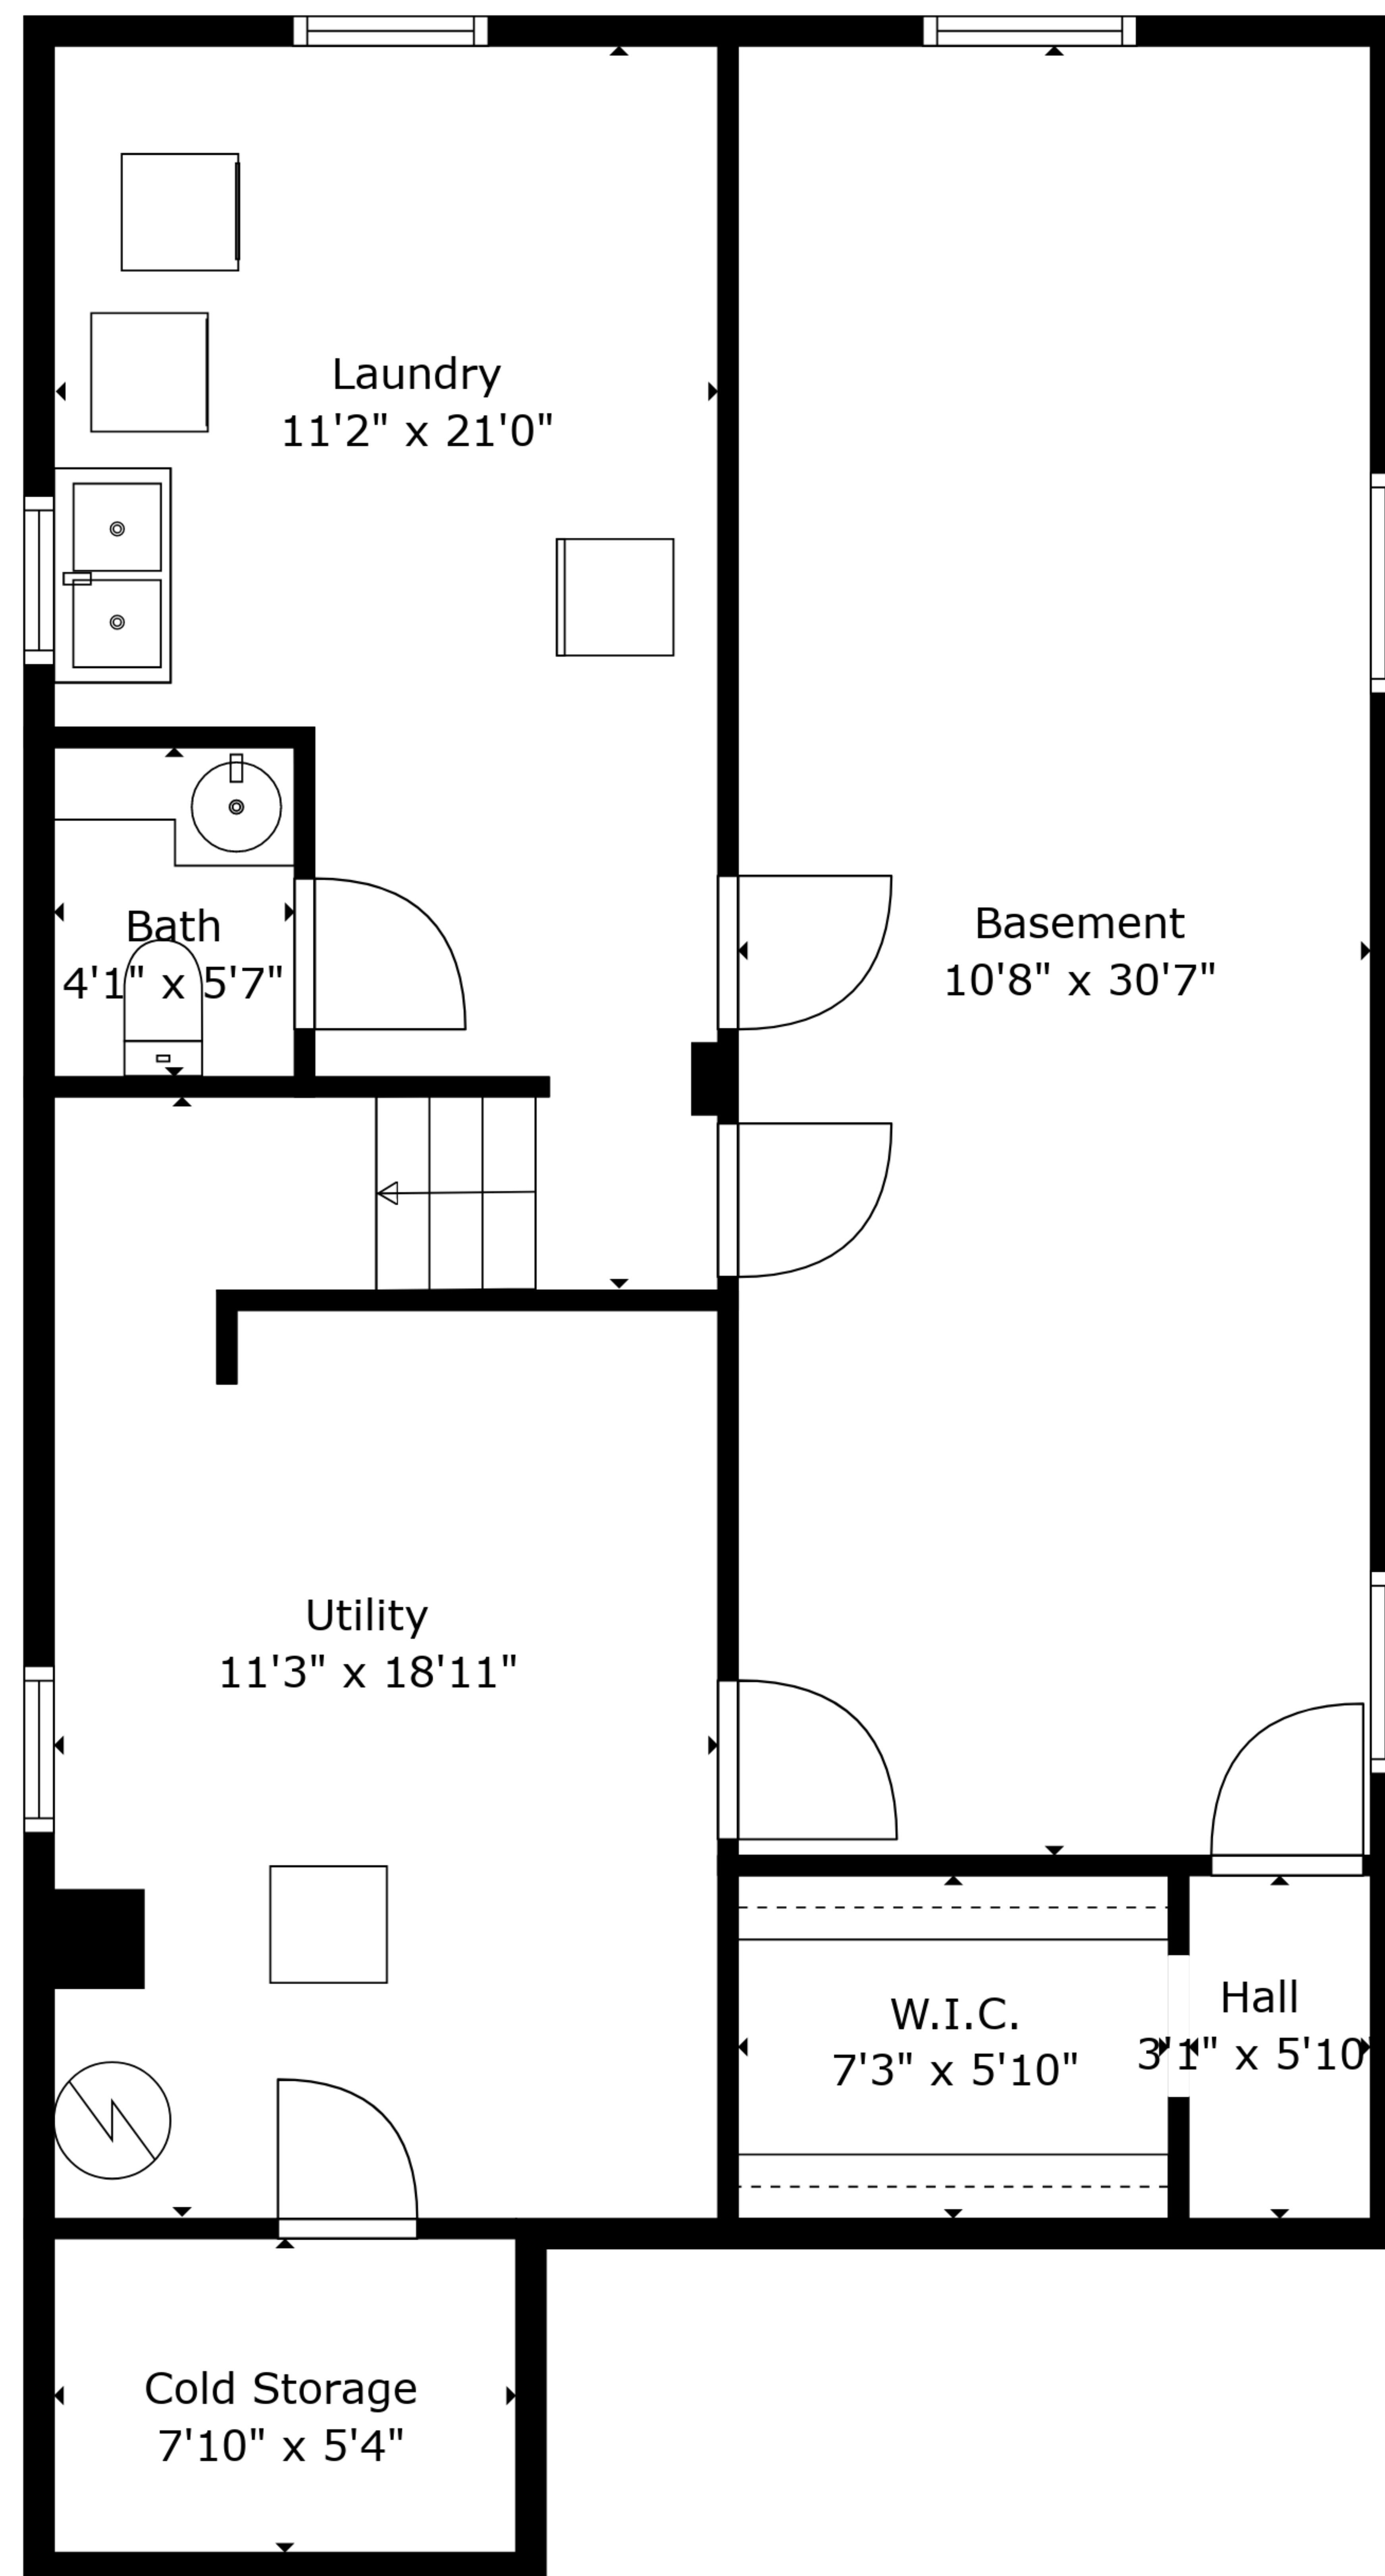 Laundry
11'2" x 21'0"
Bath
4'1" x 5'7"
Basement
10'8" x 30'7"
Utility
11'3" x 18'11"
W.I.C.
7'3" x 5'10"
Hall
3'1" x 5'10
Cold Storage
7'10" x 5'4"